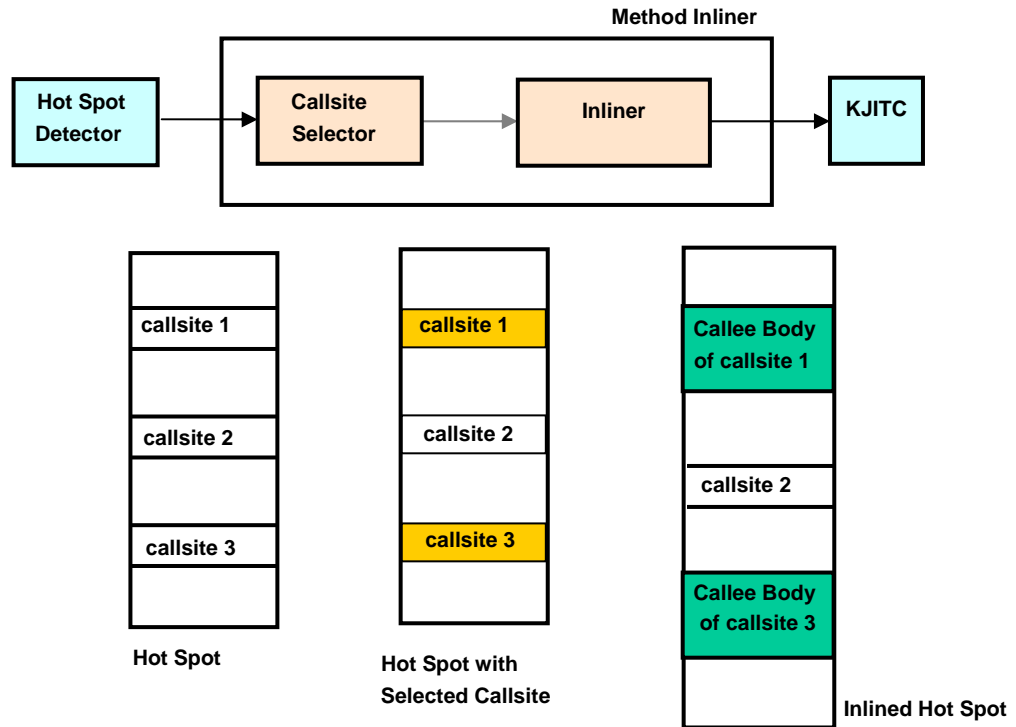 Method Inliner
Hot Spot
Detector
Callsite
Selector
Inliner
KJITC
callsite 1
callsite 2
callsite 3
Hot Spot
callsite 1
callsite 2
callsite 3
Hot Spot with
Selected Callsite
Callee Body
of callsite 1
callsite 2
Callee Body
of callsite 3
Inlined Hot Spot